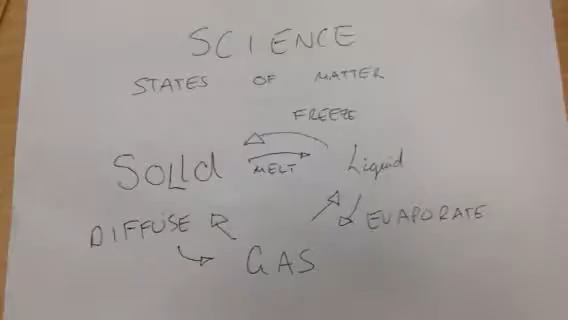 SCIENCE
STATES OF MATTER
FREEZE
SOLId MELT Liquid
DIFFUSE EVAPORATE
GAS